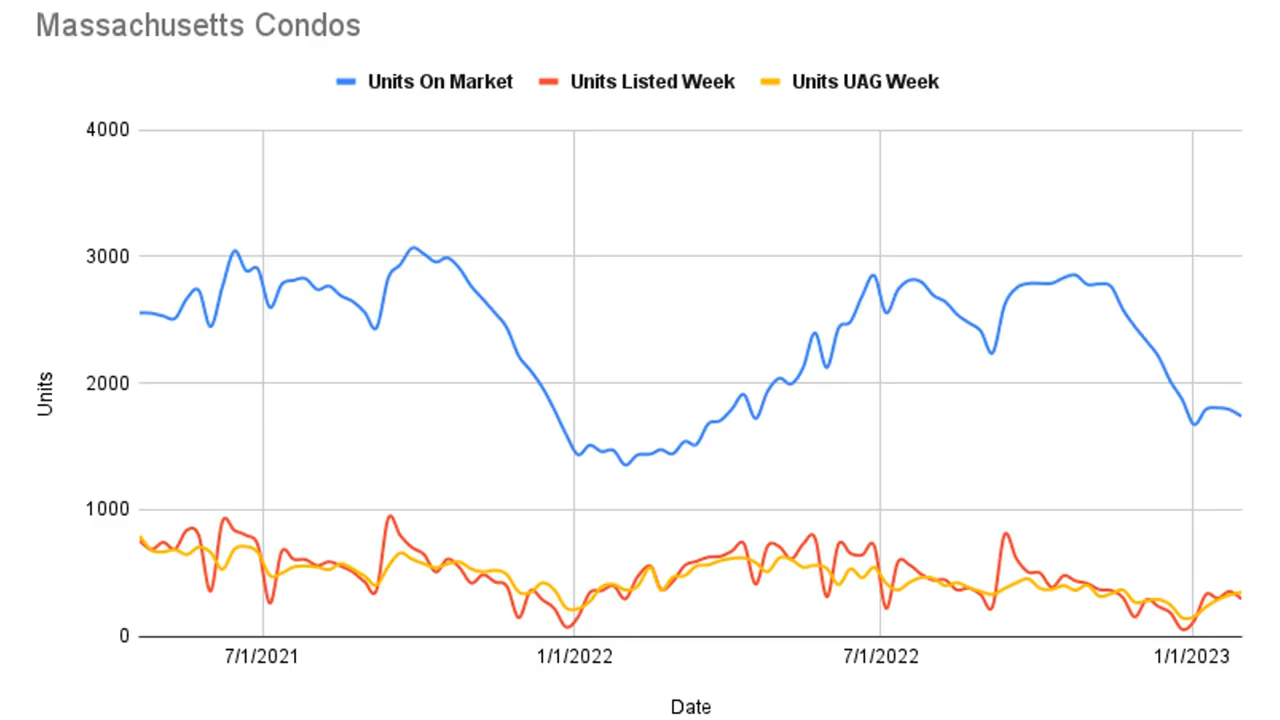 Massachusetts Condos
Units On Market Units Listed Week Units UAG Week
4000
3000
2000
1000
0
Units
7/1/2021 1/1/2022 7/1/2022 1/1/2023
Date